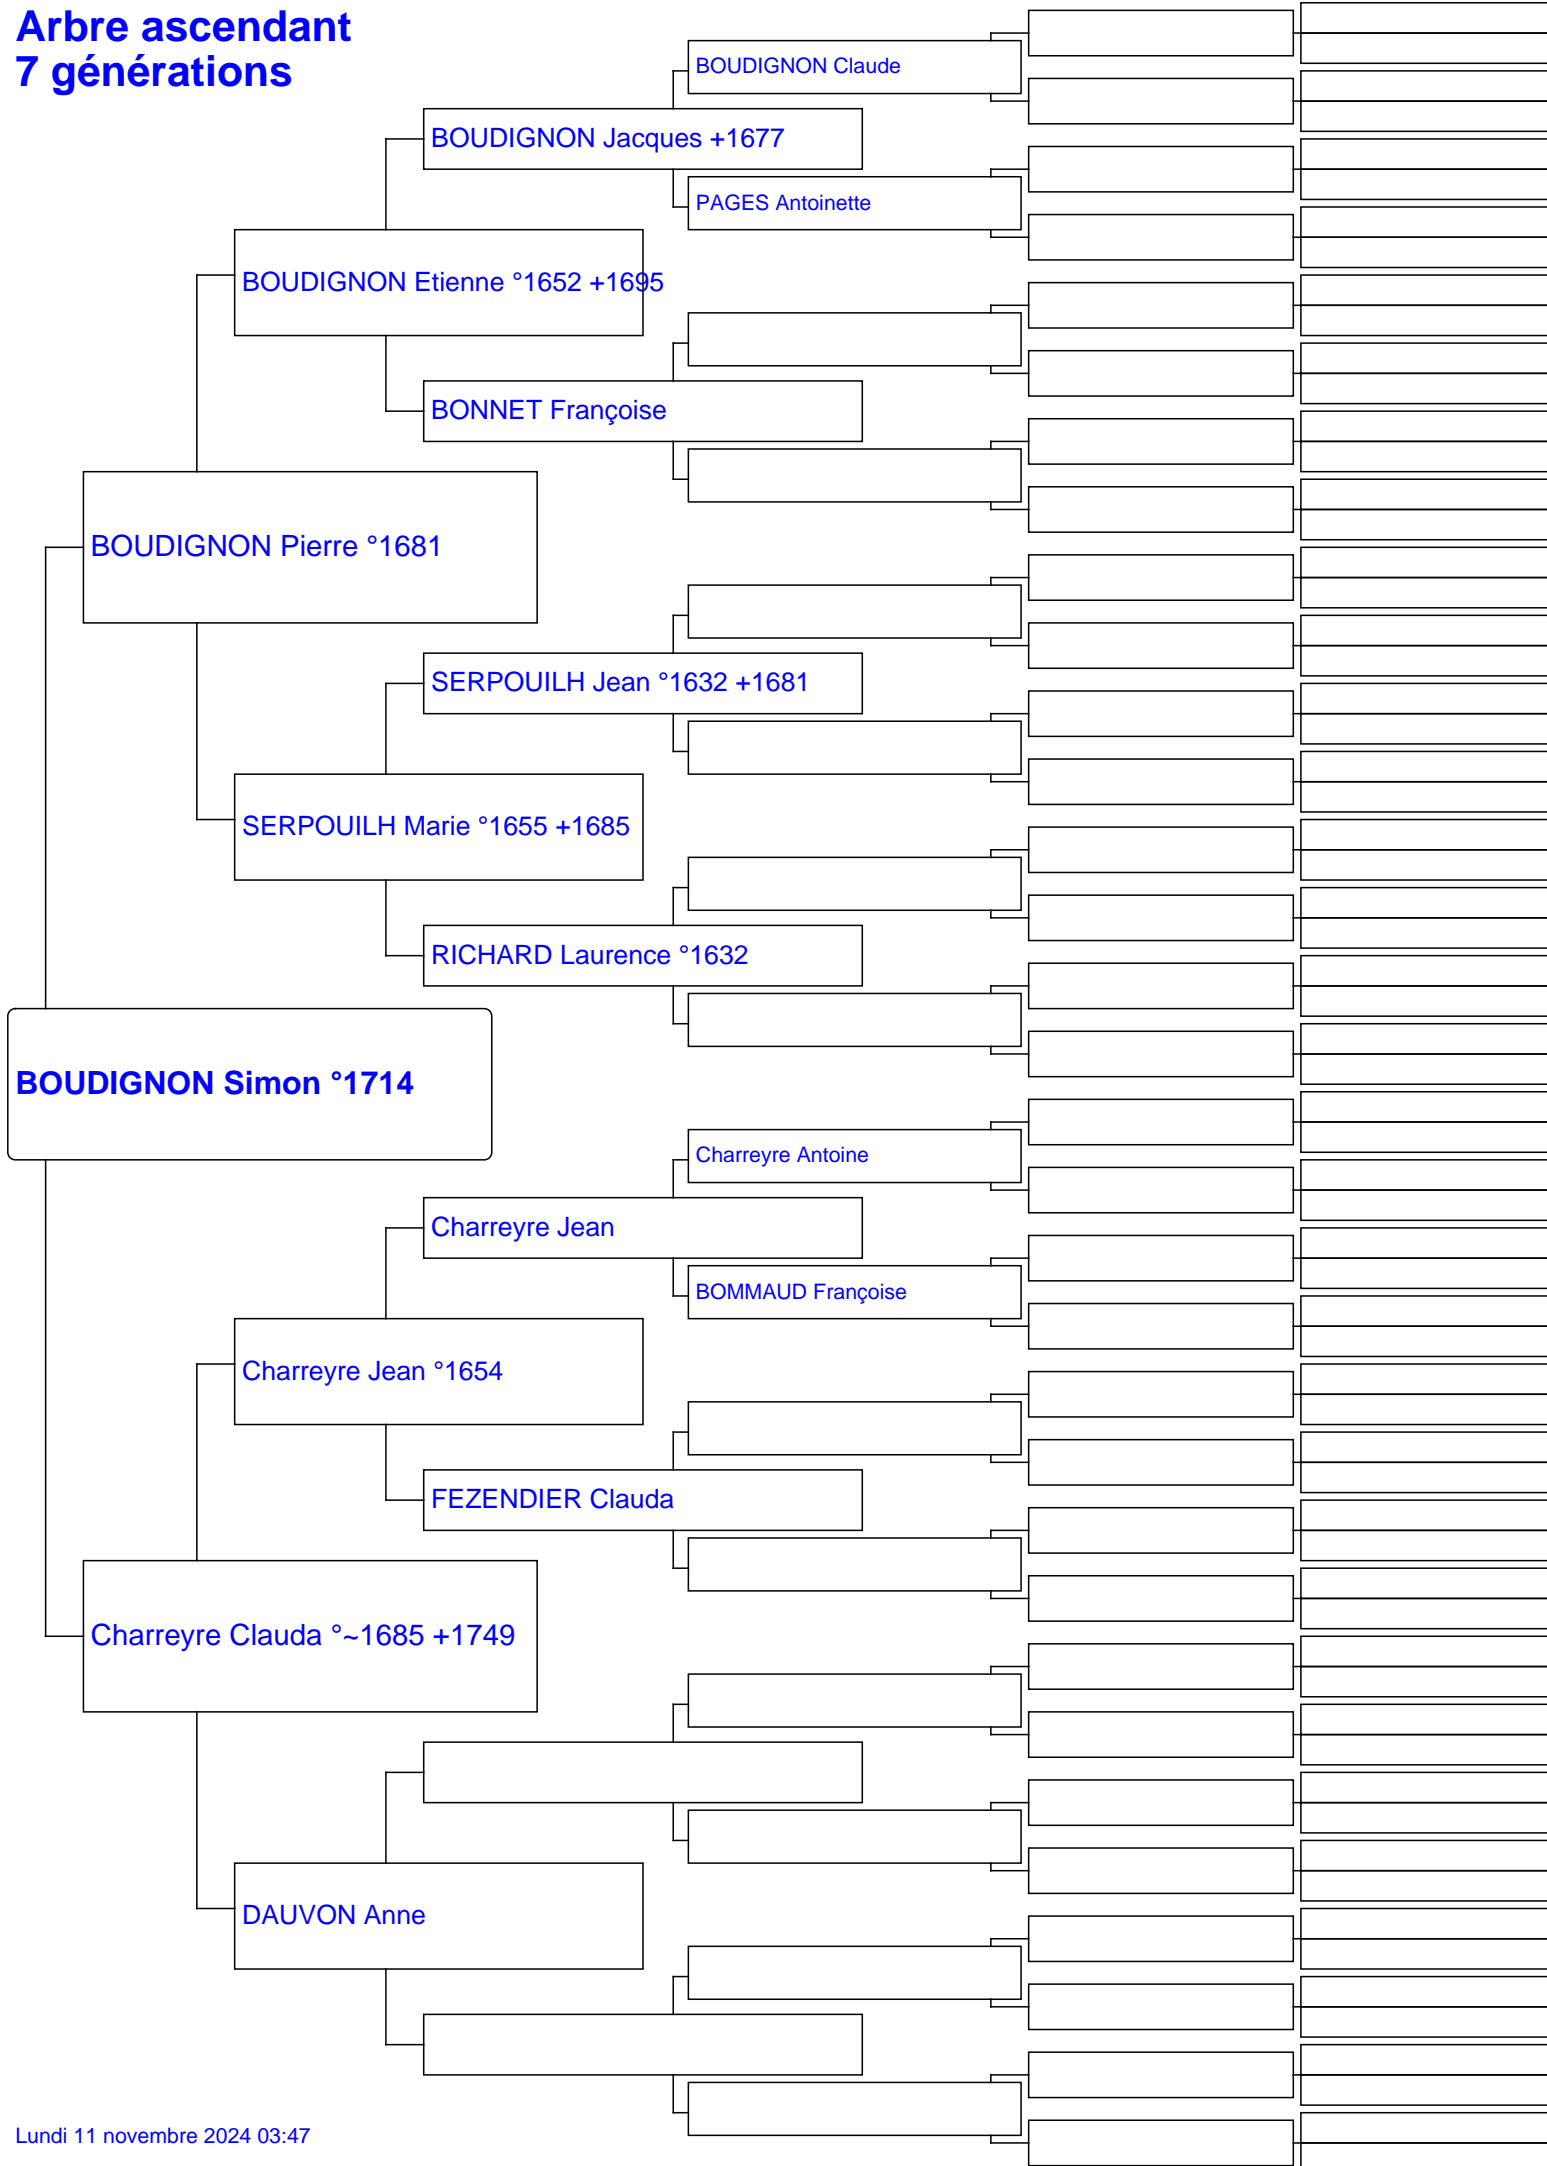 Arbre ascendant
7 générations
BOUDIGNON Claude
BOUDIGNON Jacques +1677
PAGES Antoinette
BOUDIGNON Etienne °1652 +1695
BONNET Françoise
BOUDIGNON Pierre °1681
SERPOUILH Jean °1632 +1681
SERPOUILH Marie °1655 +1685
RICHARD Laurence °1632
BOUDIGNON Simon °1714
Charreyre Antoine
Charreyre Jean
BOMMAUD Françoise
Charreyre Jean °1654
FEZENDIER Clauda
Charreyre Clauda °~1685 +1749
DAUVON Anne
Lundi 11 novembre 2024 03:47